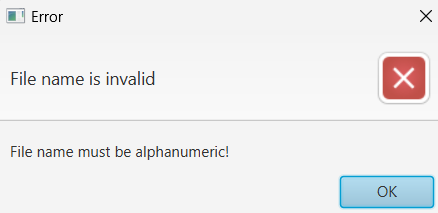 Error
File name is invalid
File name must be alphanumeric!
OK